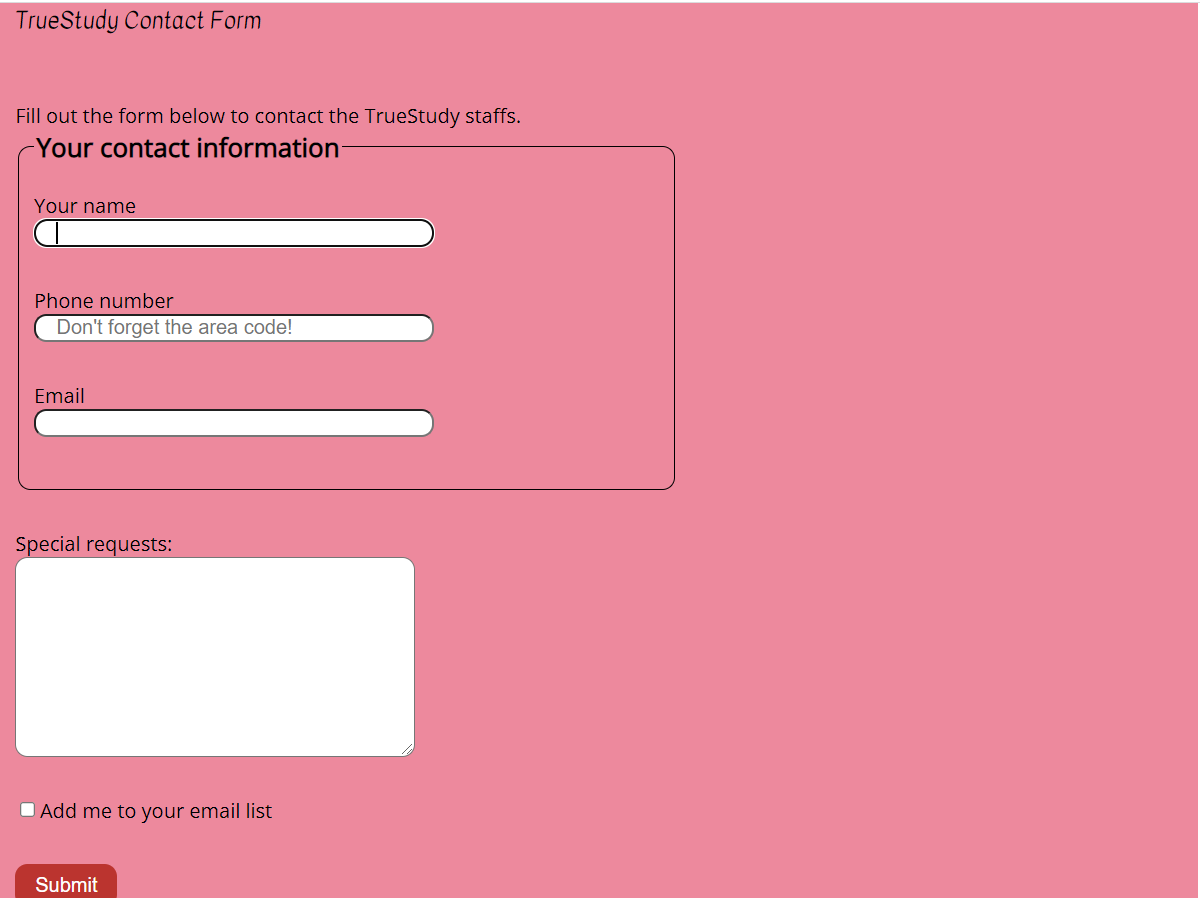 TrueStudy Contact Form
Fill out the form below to contact the TrueStudy staffs.
Your contact information
Your name
Phone number
Don't forget the area code!
Email
Special requests:
Add me to your email list
Submit